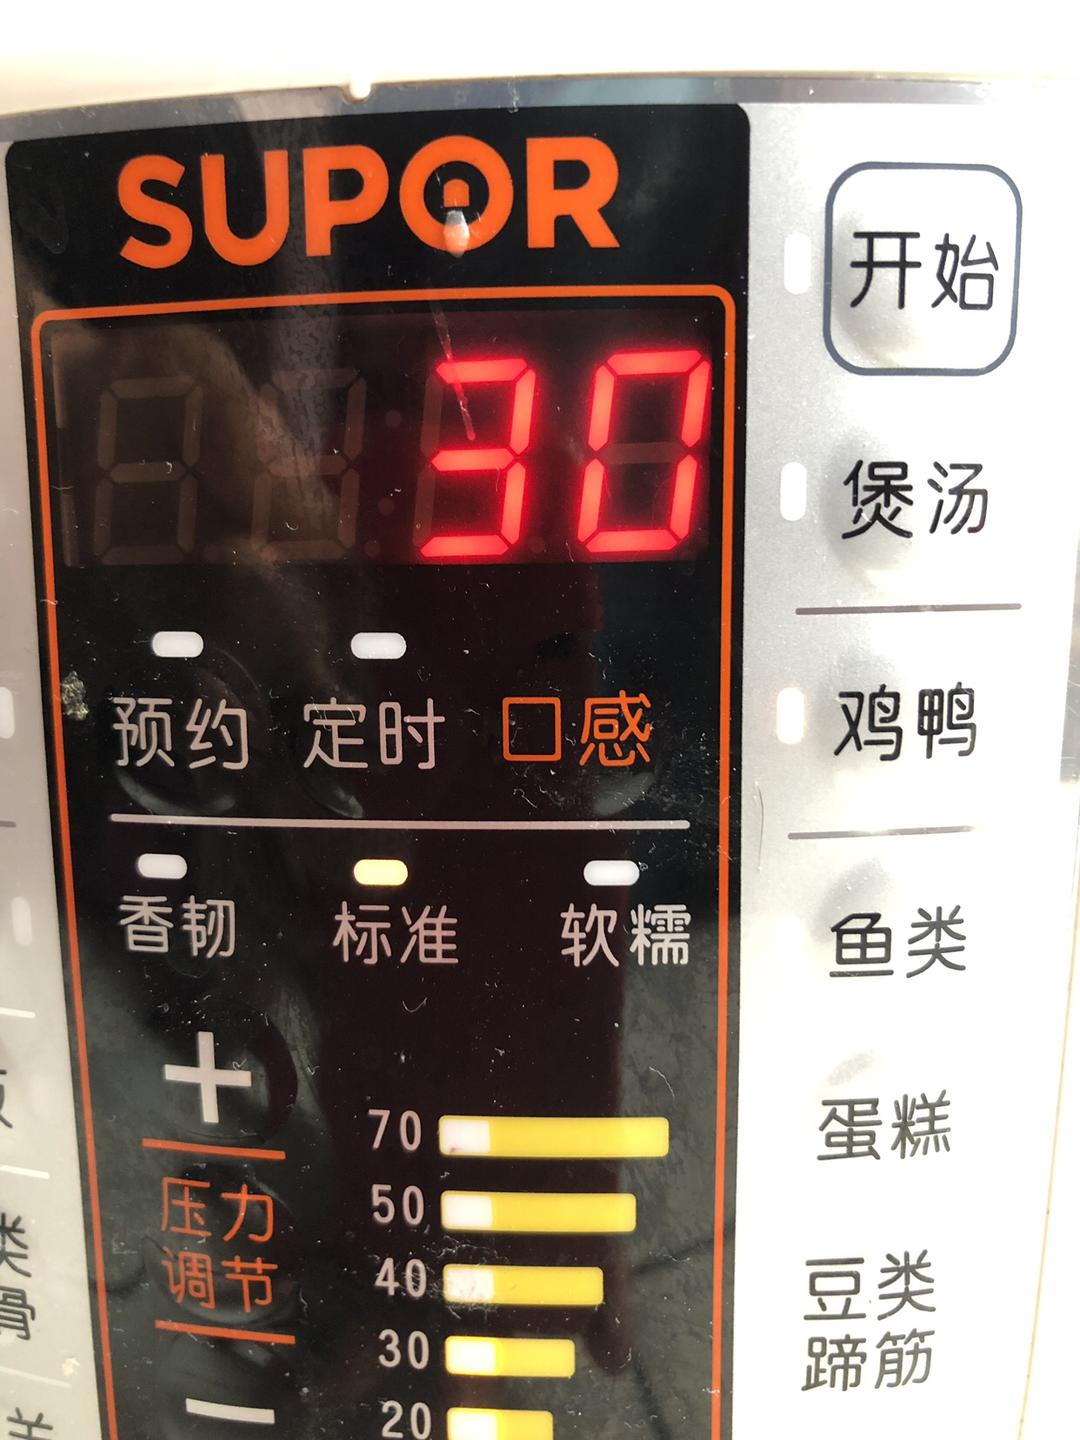 SUPOR
30
开始
煲汤
预约 定时 口感
鸡鸭
香韧 标准 软糯
鱼类
+
70
蛋糕
压力
调节
50
40
豆类
蹄筋
30
-
20